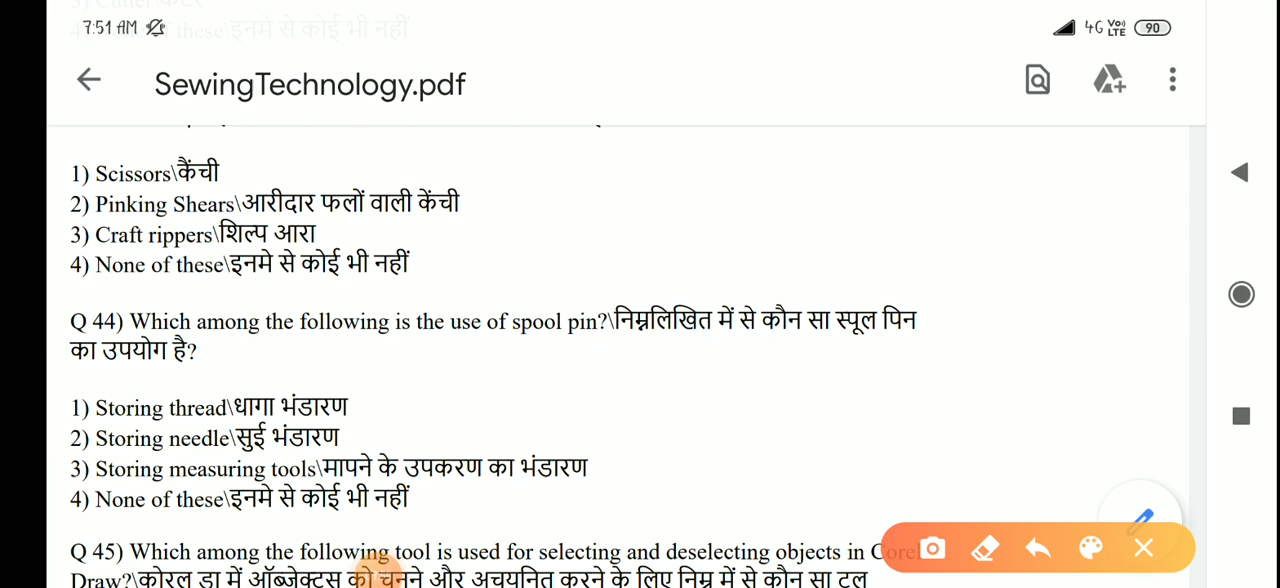 7:51 AM 4G VoLTE 90
these\इनमे से कोई भी नहीं
SewingTechnology.pdf
1) Scissors\कैंची
2) Pinking Shears\आरीदार फलों वाली केंची
3) Craft rippers\शिल्प आरा
4) None of these\इनमे से कोई भी नहीं
Q 44) Which among the following is the use of spool pin?\निम्नलिखित में से कौन सा स्पूल पिन
का उपयोग है?
1) Storing thread\धागा भंडारण
2) Storing needle\सुई भंडारण
3) Storing measuring tools\मापने के उपकरण का भंडारण
4) None of these\इनमे से कोई भी नहीं
Q 45) Which among the following tool is used for selecting and deselecting objects in Corel
Draw?\कोरल ड्रा में ऑब्जेक्टस को चुनने और अचयनित करने के लिए निम्न में से कौन सा टूल